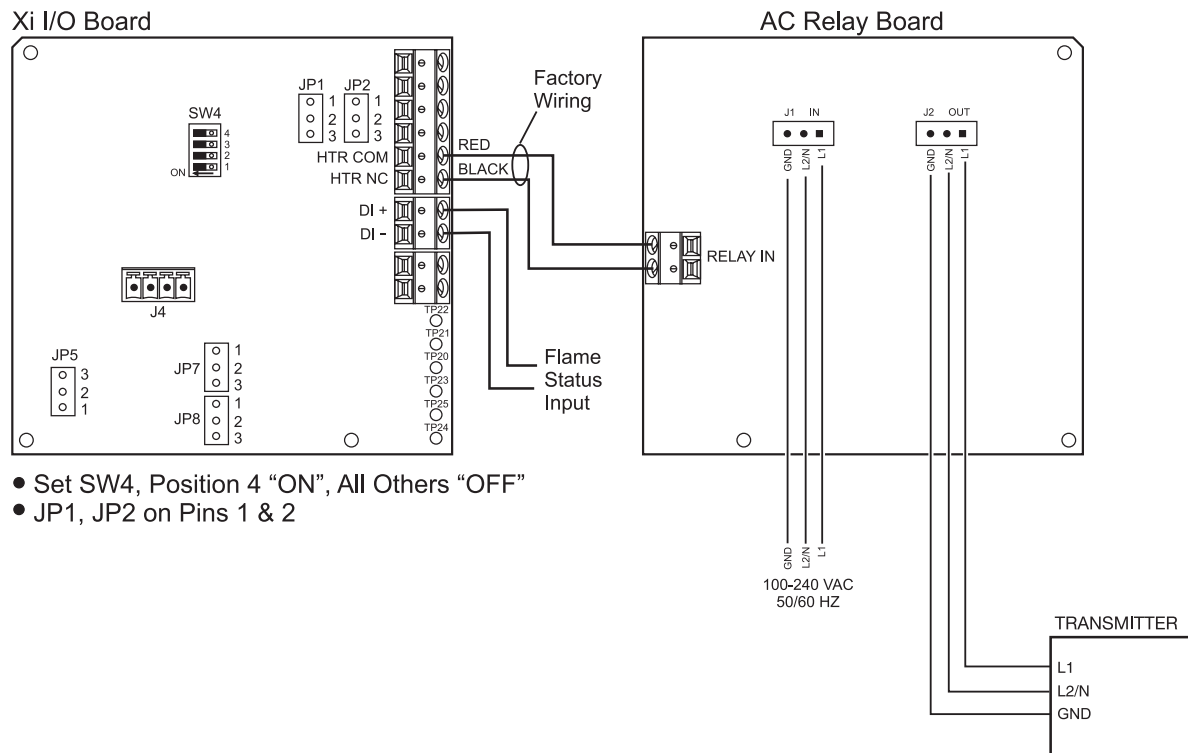 Xi I/O Board
JP1
1
2
3
JP2
1
2
3
SW4
4
3
2
1
ON
HTR COM
HTR NC
DI +
DI –
RED
BLACK
Factory
Wiring
J4
JP5
3
2
1
JP7
1
2
3
JP8
1
2
3
TP22
TP21
TP20
TP23
TP25
TP24
Flame
Status
Input
● Set SW4, Position 4 “ON”, All Others “OFF”
● JP1, JP2 on Pins 1 & 2
AC Relay Board
J1 IN
GND
L2/N
L1
J2 OUT
GND
L2/N
L1
RELAY IN
GND
L2/N
L1
100-240 VAC
50/60 HZ
TRANSMITTER
L1
L2/N
GND